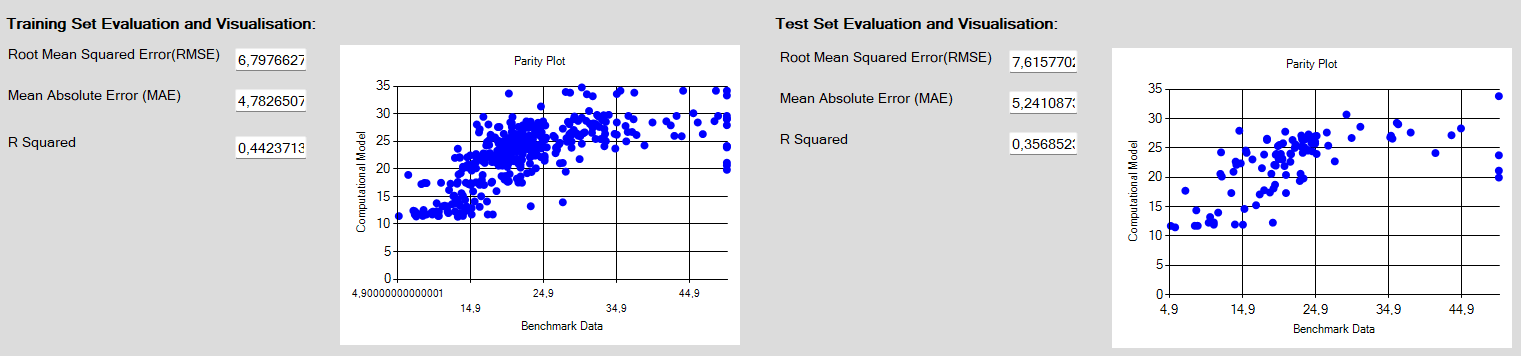 Training Set Evaluation and Visualisation:
Root Mean Squared Error(RMSE)
6,7976627
Mean Absolute Error (MAE)
4,7826507
R Squared
0,4423713
Parity Plot
Computational Model
35
30
25
20
15
10
5
0
4,90000000000001
14,9
24,9
34,9
44,9
Benchmark Data
Test Set Evaluation and Visualisation:
Root Mean Squared Error(RMSE)
7,6157702
Mean Absolute Error (MAE)
5,2410873
R Squared
0,3568523
Parity Plot
Computational Model
35
30
25
20
15
10
5
0
4,9
14,9
24,9
34,9
44,9
Benchmark Data